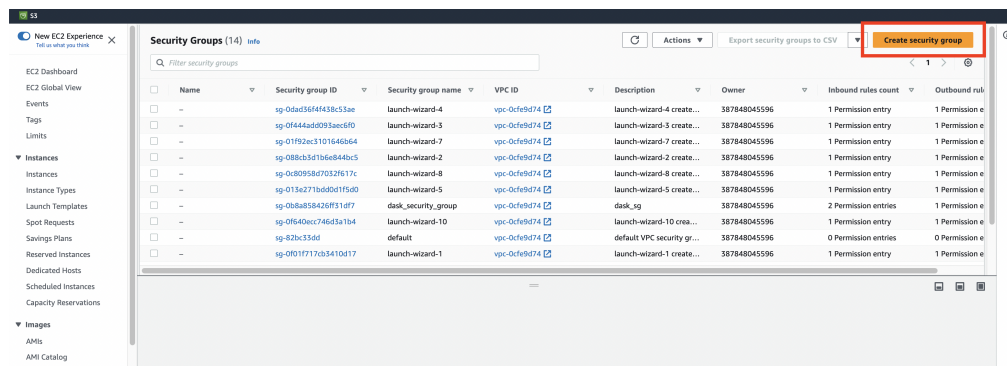 S3
New EC2 Experience
Tell us what you think
EC2 Dashboard
EC2 Global View
Events
Tags
Limits
Instances
Instances
Instance Types
Launch Templates
Spot Requests
Savings Plans
Reserved Instances
Dedicated Hosts
Scheduled Instances
Capacity Reservations
Images
AMIs
AMI Catalog
Security Groups (14) Info
Actions
Export security groups to CSV
Create security group
Filter security groups
1
Name Security group ID Security group name VPC ID Description Owner Inbound rules count Outbound rul
– sg-0dad36f4f438c53ae launch-wizard-4 vpc-0cfe9d74 launch-wizard-4 create... 387848045596 1 Permission entry 1 Permission e
– sg-0f444add093aec6f0 launch-wizard-3 vpc-0cfe9d74 launch-wizard-3 create... 387848045596 1 Permission entry 1 Permission e
– sg-01f92ec3101646b64 launch-wizard-7 vpc-0cfe9d74 launch-wizard-7 create... 387848045596 1 Permission entry 1 Permission e
– sg-088cb3d1b6e844bc5 launch-wizard-2 vpc-0cfe9d74 launch-wizard-2 create... 387848045596 1 Permission entry 1 Permission e
– sg-0c80958d7032f617c launch-wizard-8 vpc-0cfe9d74 launch-wizard-8 create... 387848045596 1 Permission entry 1 Permission e
– sg-013e271bdd0d1f5d0 launch-wizard-5 vpc-0cfe9d74 launch-wizard-5 create... 387848045596 1 Permission entry 1 Permission e
– sg-0b8a858426ff31df7 dask_security_group vpc-0cfe9d74 dask_sg 387848045596 2 Permission entries 1 Permission e
– sg-0f640ecc746d3a1b4 launch-wizard-10 vpc-0cfe9d74 launch-wizard-10 crea... 387848045596 1 Permission entry 1 Permission e
– sg-82bc33dd default vpc-0cfe9d74 default VPC security gr... 387848045596 0 Permission entries 0 Permission e
– sg-0f01f717cb3410d17 launch-wizard-1 vpc-0cfe9d74 launch-wizard-1 create... 387848045596 1 Permission entry 1 Permission e